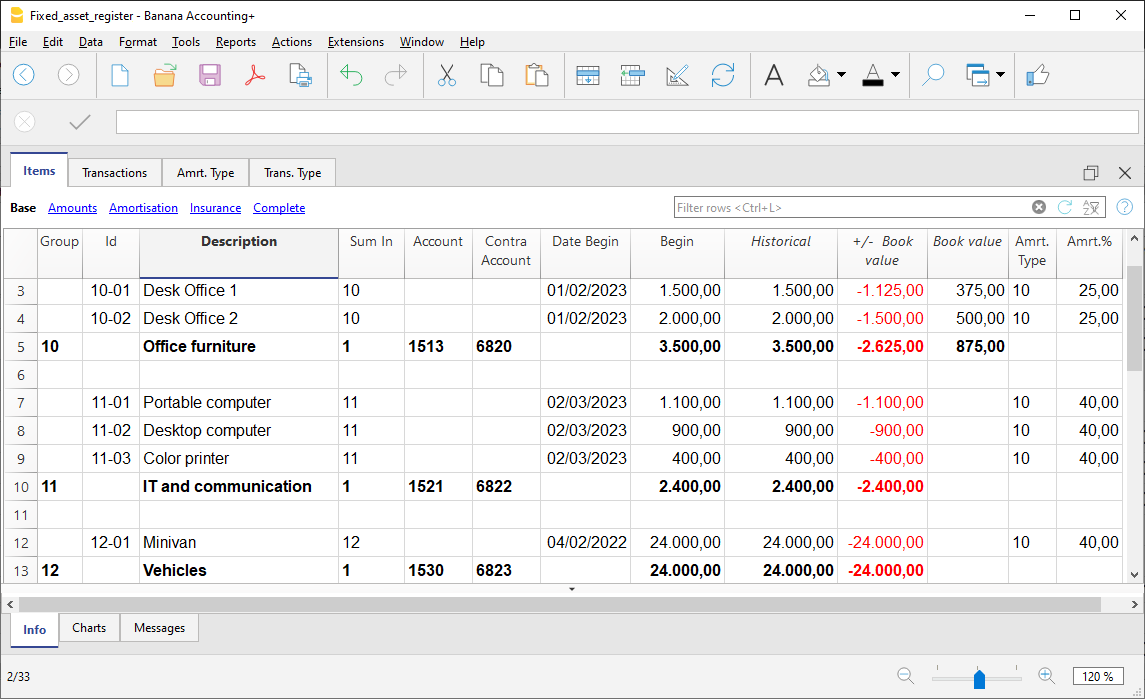 Fixed_asset_register - Banana Accounting+
File Edit Data Format Tools Reports Actions Extensions Window Help
Items Transactions Amrt. Type Trans. Type
Base Amounts Amortisation Insurance Complete Filter rows <Ctrl+L>
Group Id Description Sum In Account Contra Date Begin Begin Historical +/- Book Book value Amrt. Amrt.%
Account value Type
3 10-01 Desk Office 1 10 01/02/2023 1.500,00 1.500,00 -1.125,00 375,00 10 25,00
4 10-02 Desk Office 2 10 01/02/2023 2.000,00 2.000,00 -1.500,00 500,00 10 25,00
5 10 Office furniture 1 1513 6820 3.500,00 3.500,00 -2.625,00 875,00
6
7 11-01 Portable computer 11 02/03/2023 1.100,00 1.100,00 -1.100,00 10 40,00
8 11-02 Desktop computer 11 02/03/2023 900,00 900,00 -900,00 10 40,00
9 11-03 Color printer 11 02/03/2023 400,00 400,00 -400,00 10 40,00
10 11 IT and communication 1 1521 6822 2.400,00 2.400,00 -2.400,00
11
12 12-01 Minivan 12 04/02/2022 24.000,00 24.000,00 -24.000,00 10 40,00
13 12 Vehicles 1 1530 6823 24.000,00 24.000,00 -24.000,00
Info Charts Messages
2/33 120 %